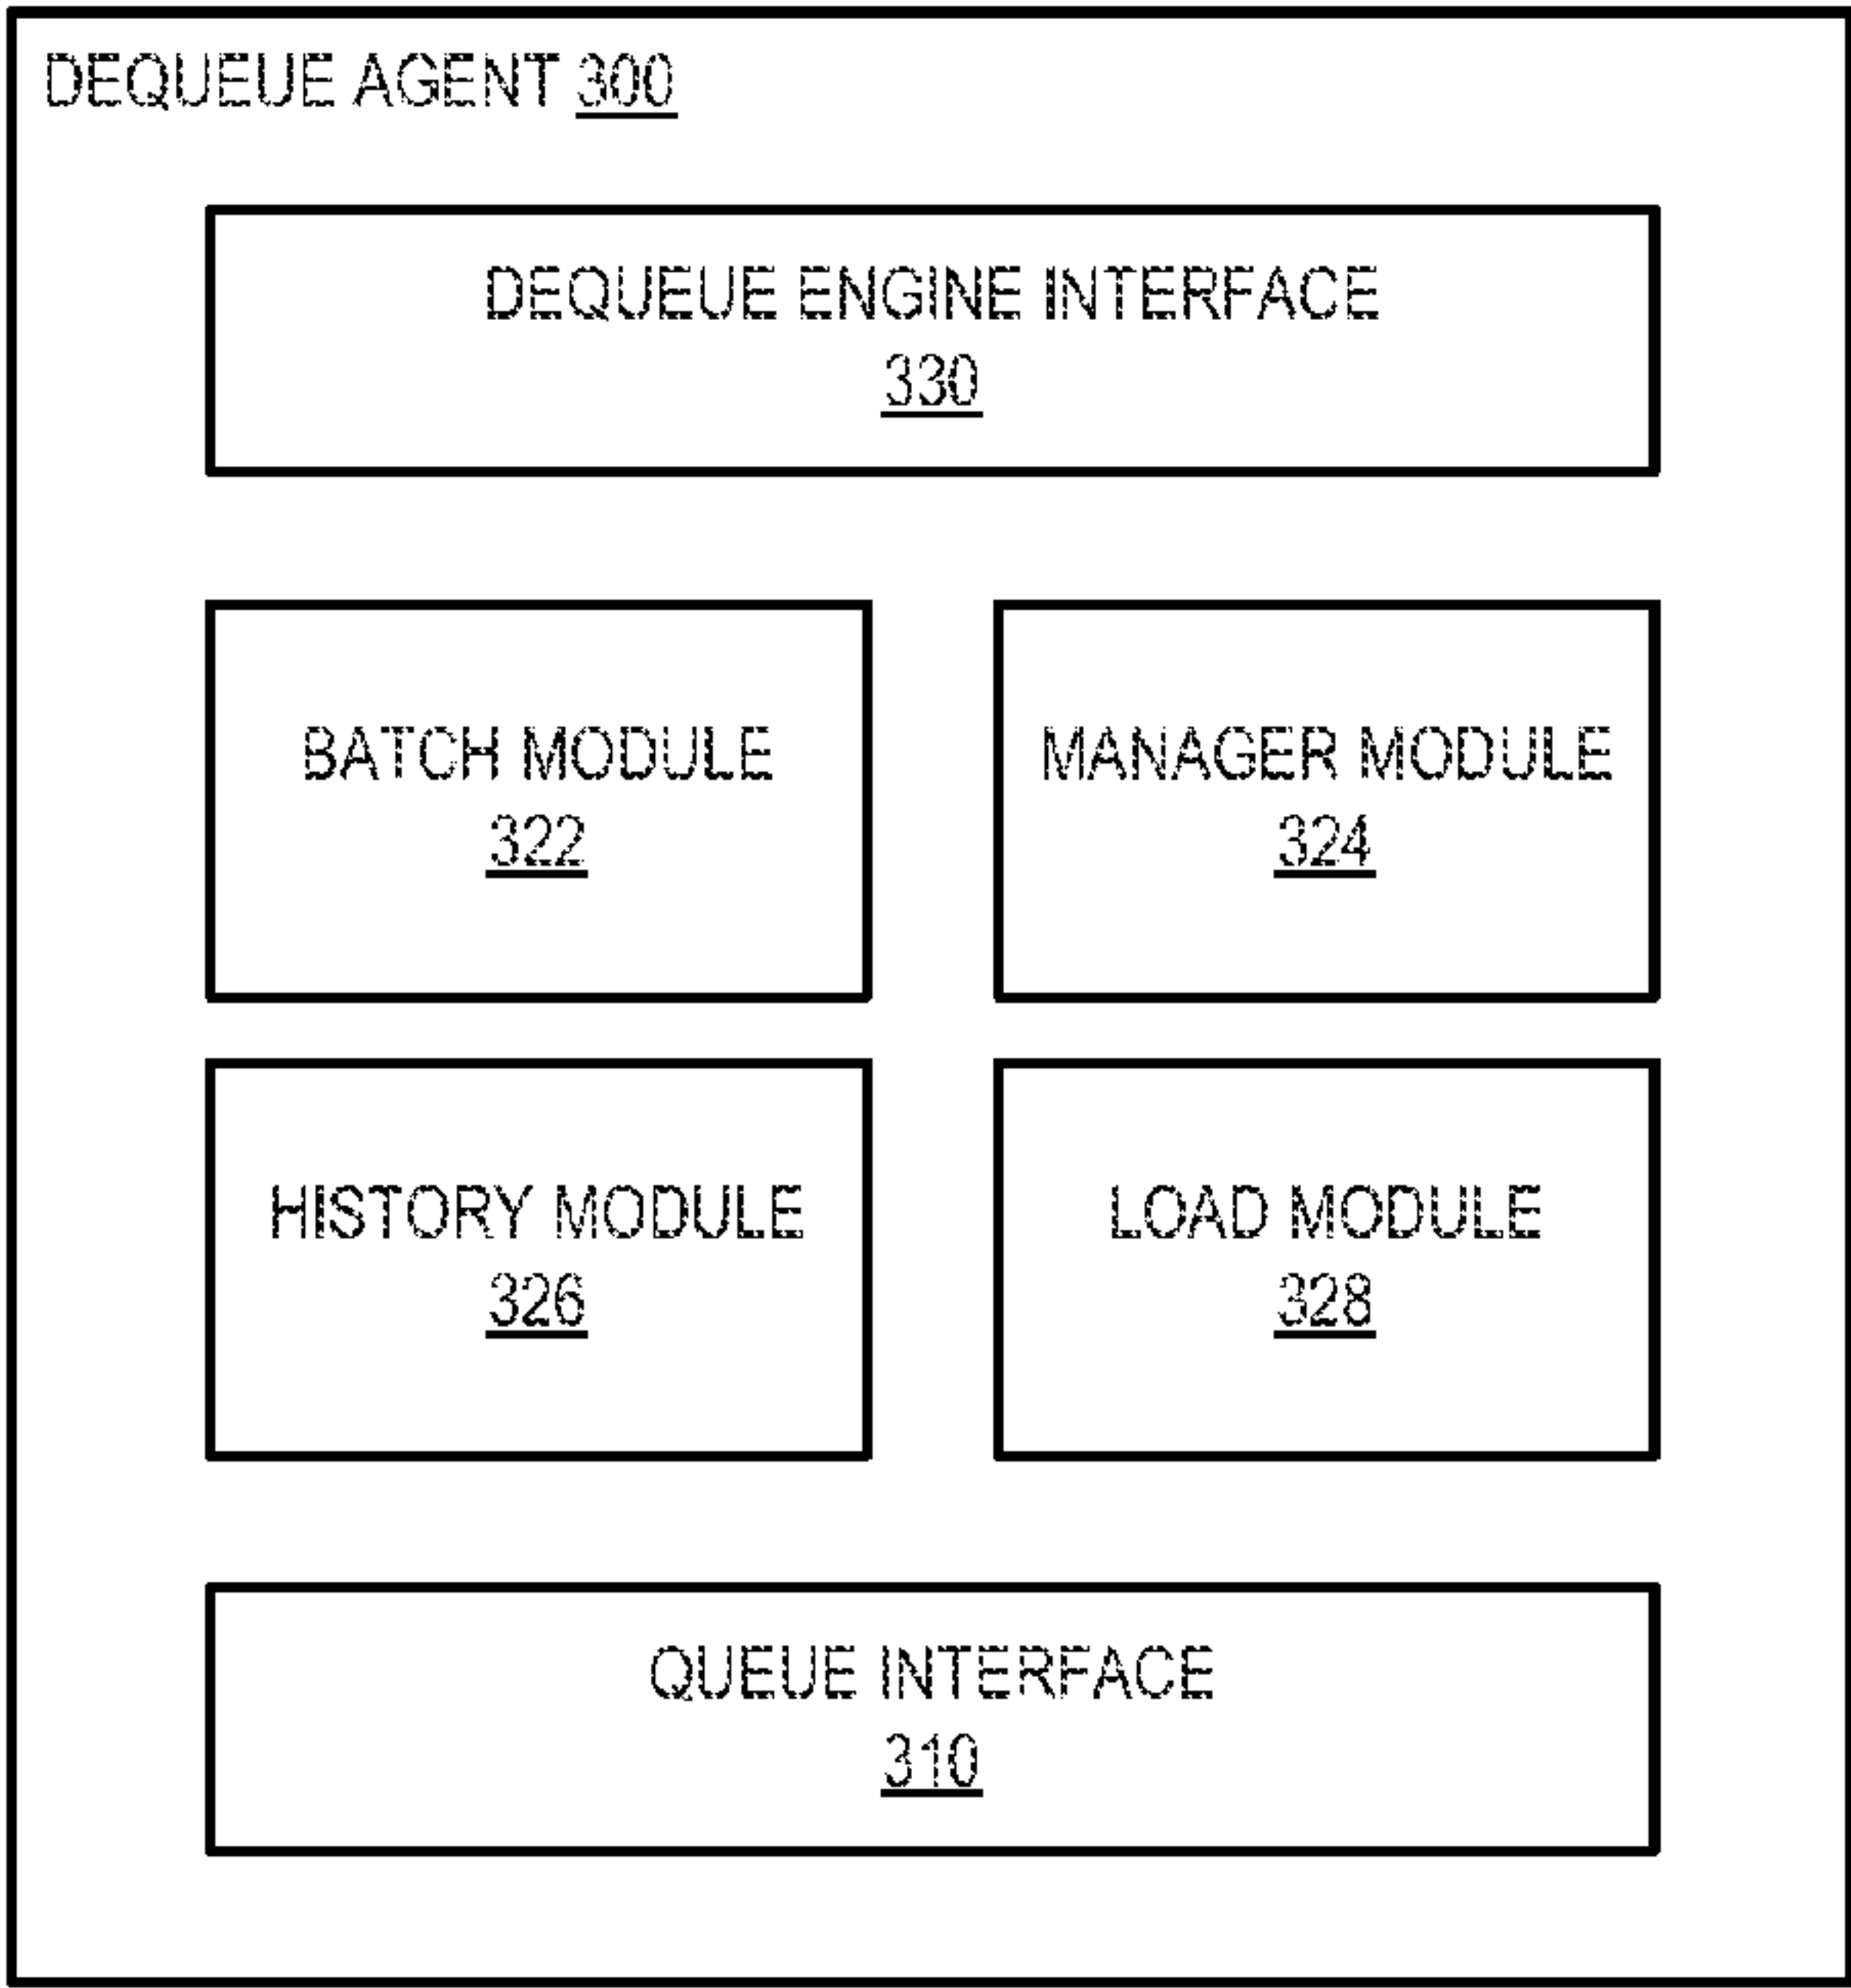 DEQUEUE AGENT 300
DEQUEUE ENGINE INTERFACE
330
BATCH MODULE
322
MANAGER MODULE
324
HISTORY MODULE
326
LOAD MODULE
328
QUEUE INTERFACE
310